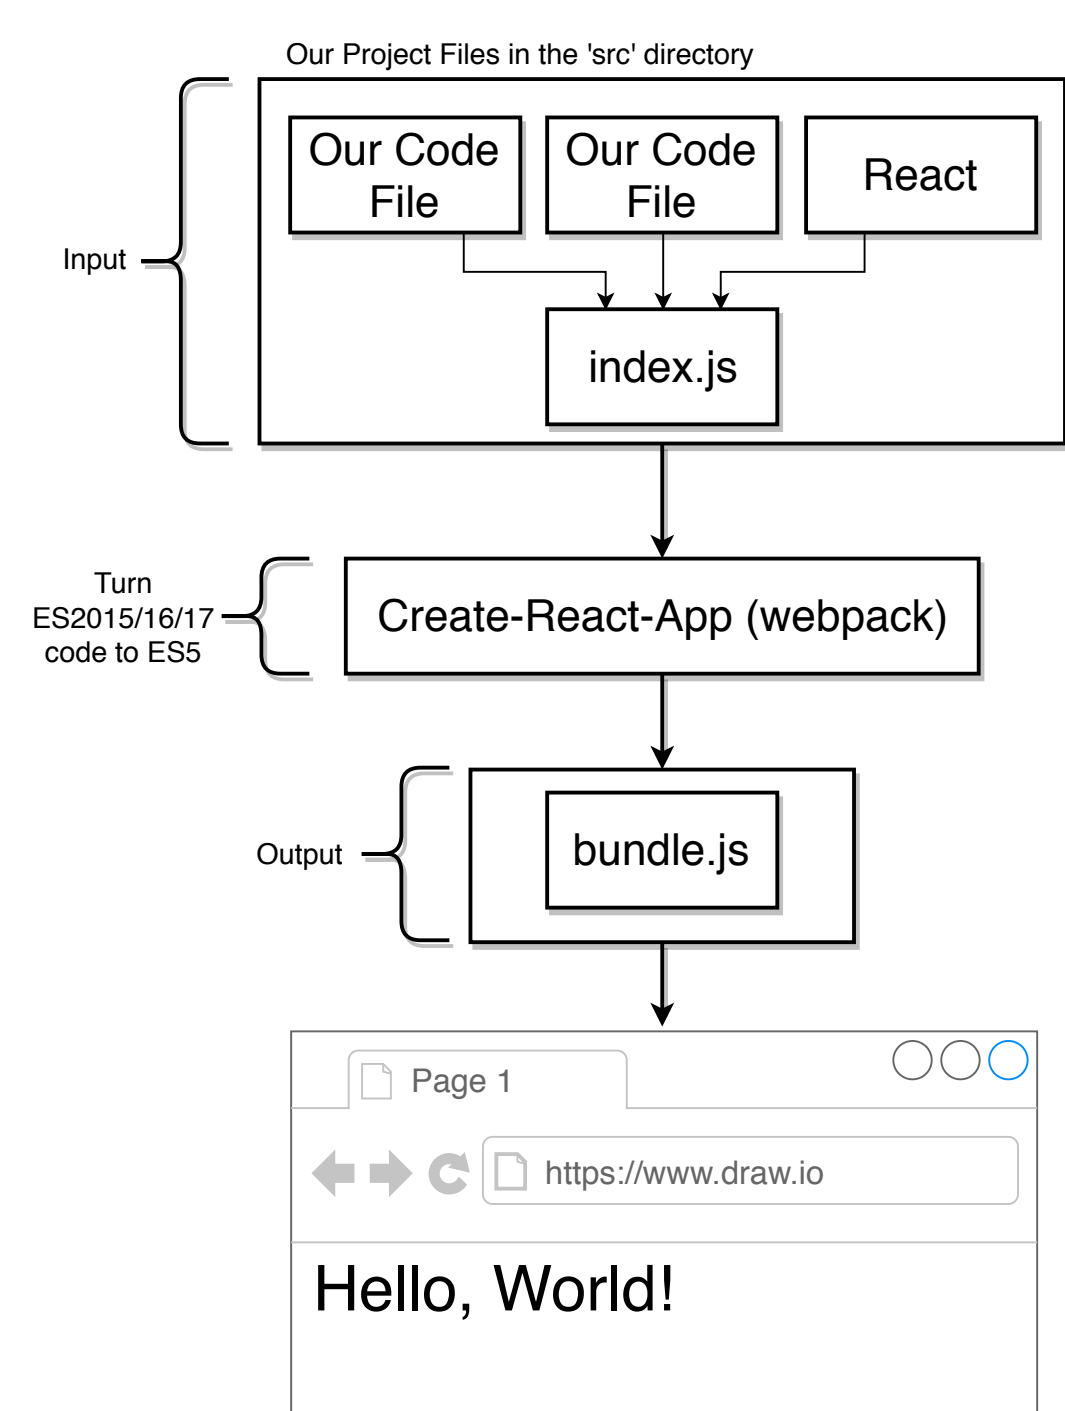 Our Project Files in the 'src' directory
Our Code
File
Our Code
File
React
Input
index.js
Turn
ES2015/16/17
code to ES5
Create-React-App (webpack)
Output
bundle.js
Page 1
https://www.draw.io
Hello, World!